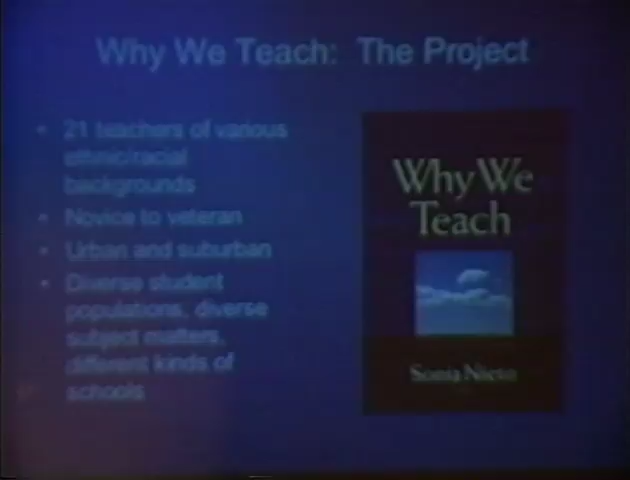 Why We Teach: The Project
• 21 teachers of various
ethnic/racial
backgrounds
• Novice to veteran
• Urban and suburban
• Diverse student
populations, diverse
subject matters,
different kinds of
schools
Why We
Teach
Sonia Nieto